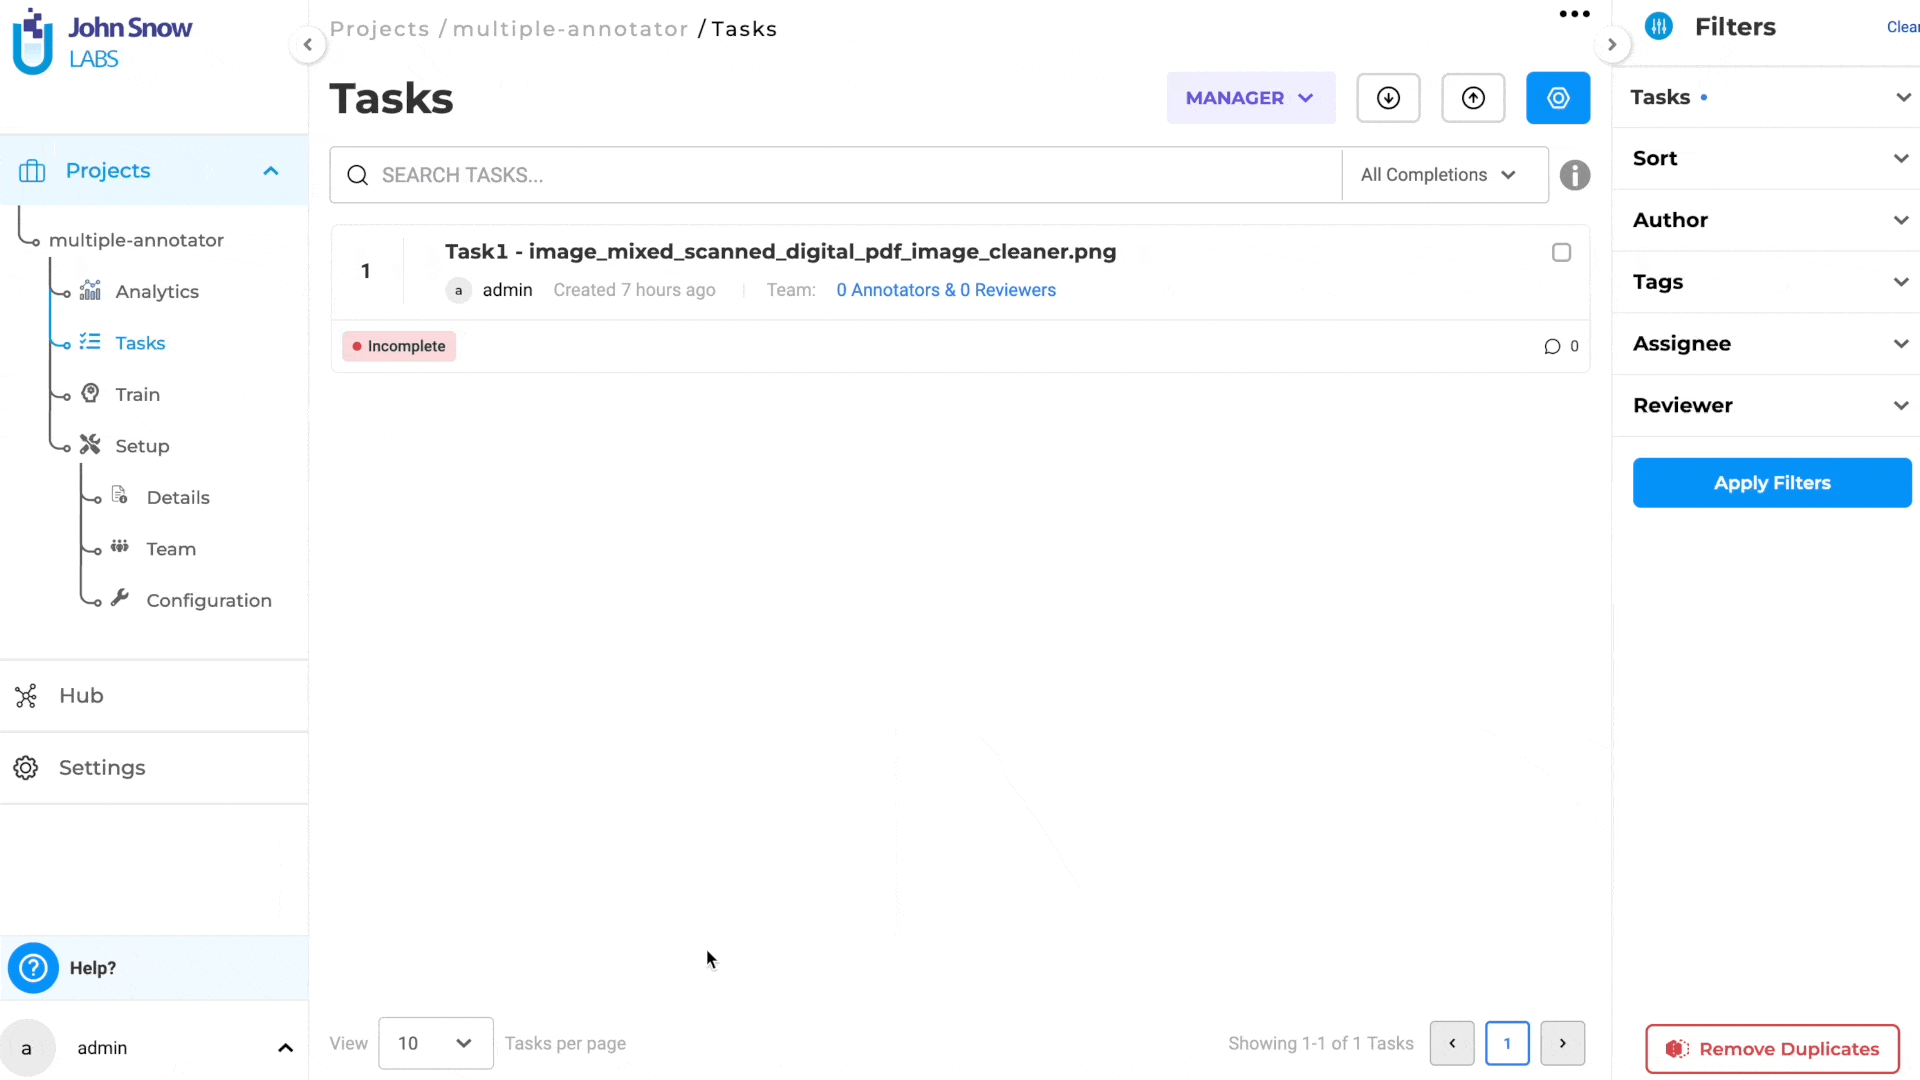 John Snow
LABS
Projects
multiple-annotator
Analytics
Tasks
Train
Setup
Details
Team
Configuration
Hub
Settings
Help?
a admin
Projects / multiple-annotator / Tasks
Tasks
MANAGER
SEARCH TASKS...
All Completions
1
Task1 - image_mixed_scanned_digital_pdf_image_cleaner.png
a admin Created 7 hours ago Team: 0 Annotators & 0 Reviewers
Incomplete
0
View 10 Tasks per page
Showing 1-1 of 1 Tasks
1
Filters
Clear
Tasks
Sort
Author
Tags
Assignee
Reviewer
Apply Filters
Remove Duplicates